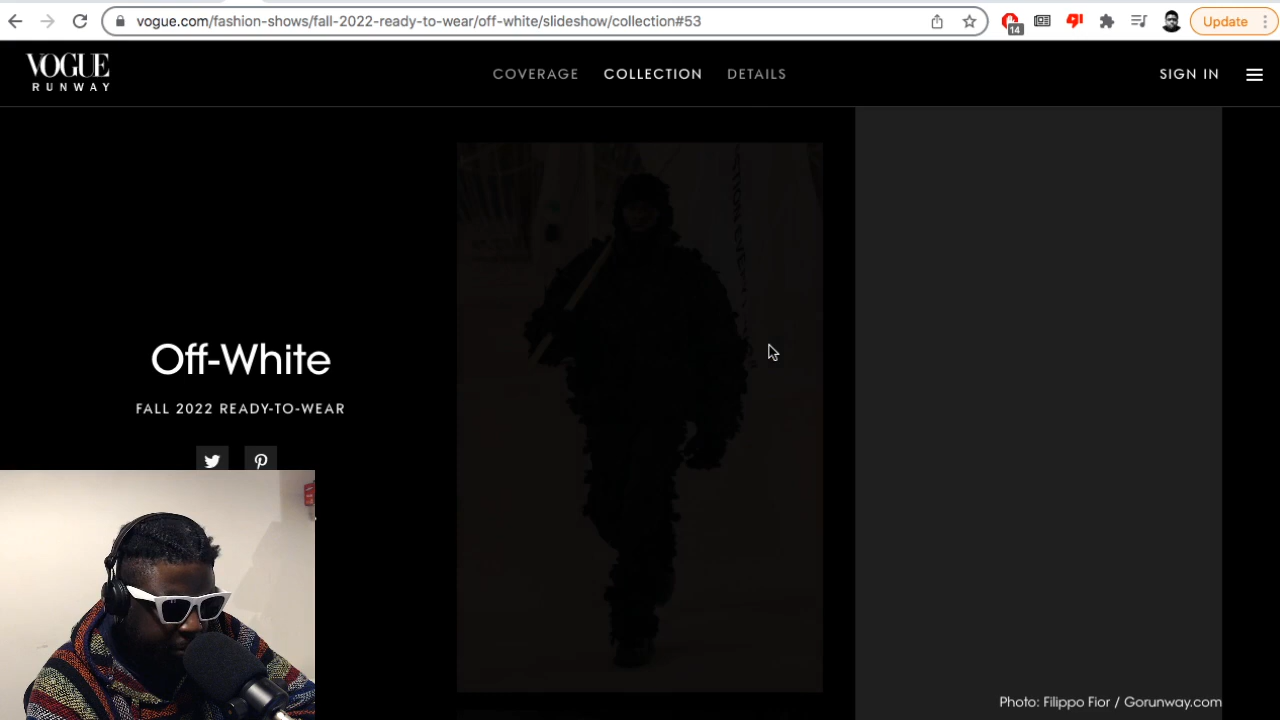 vogue.com/fashion-shows/fall-2022-ready-to-wear/off-white/slideshow/collection#53
14
Update
VOGUE
RUNWAY
COVERAGE COLLECTION DETAILS
SIGN IN
Off-White
FALL 2022 READY-TO-WEAR
Photo: Filippo Fior / Gorunway.com